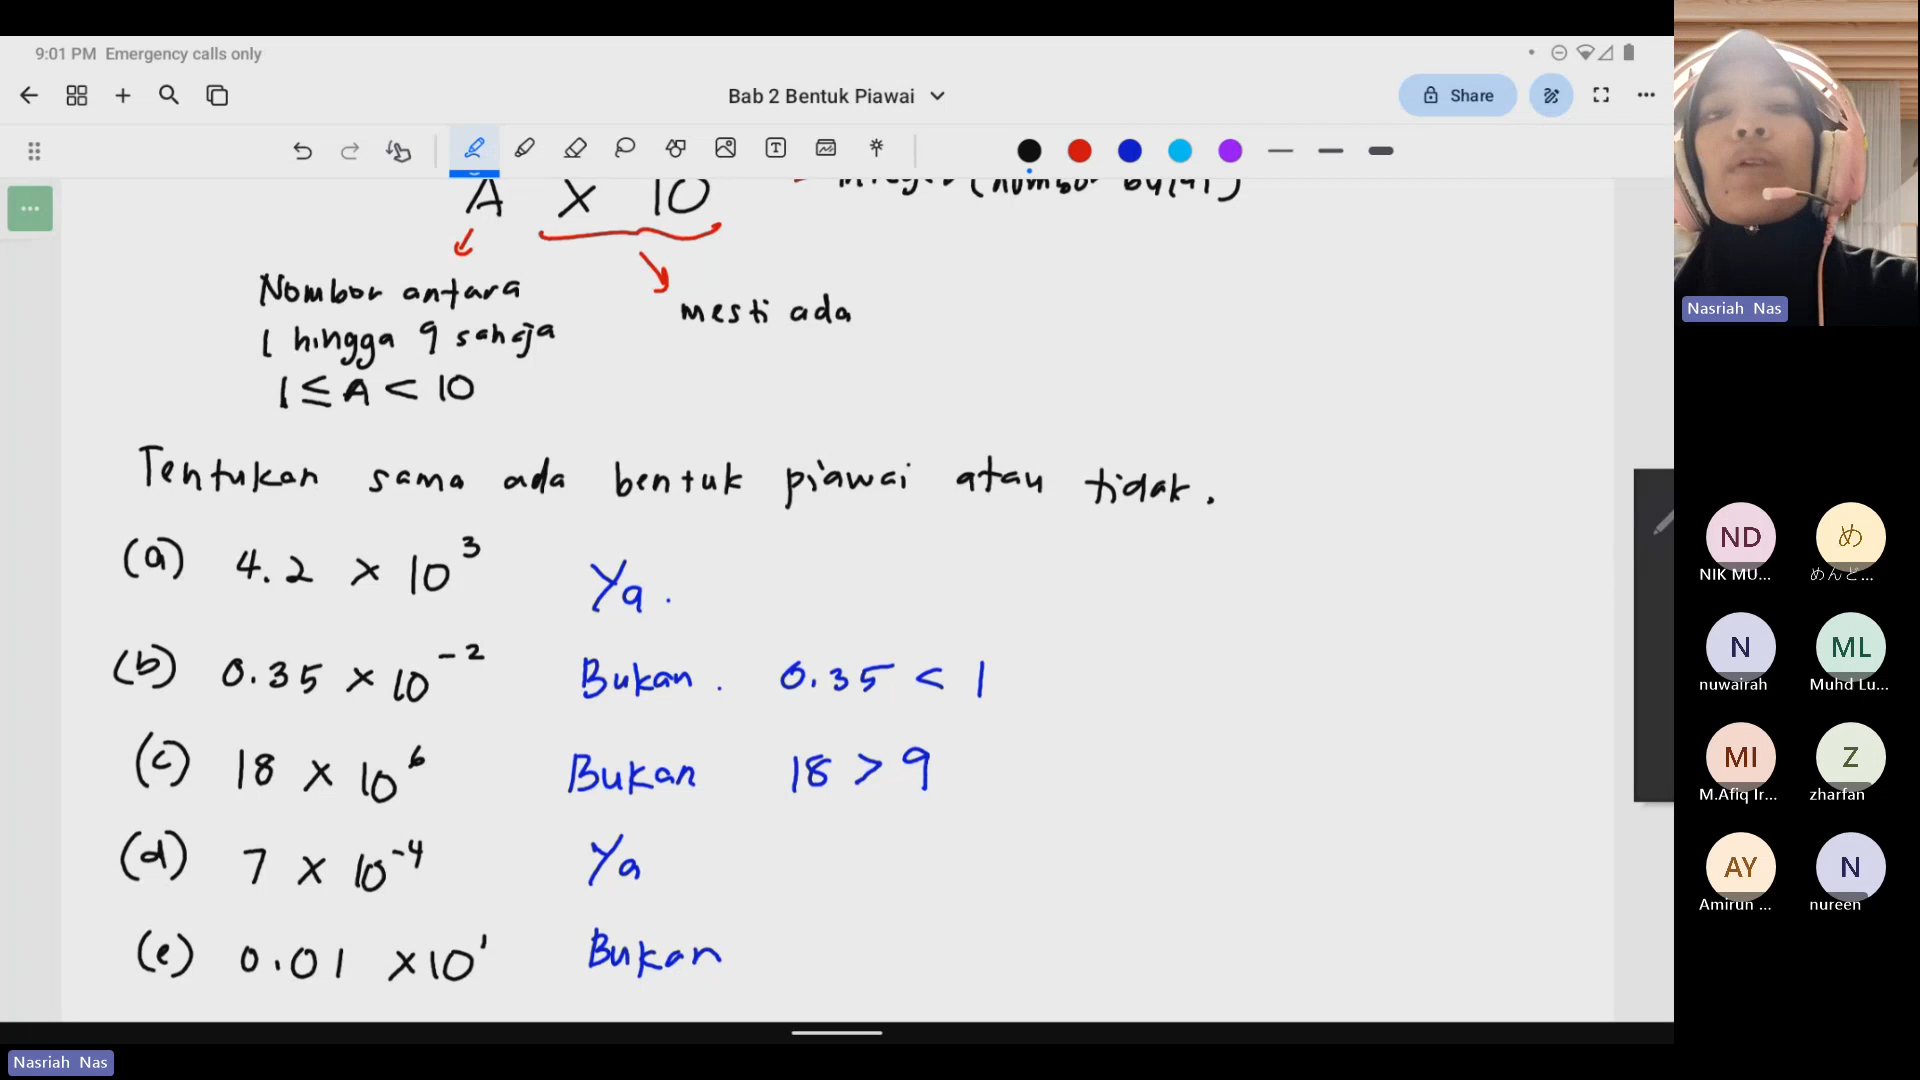 9:01 PM Emergency calls only
Bab 2 Bentuk Piawai
Share
A × 10
Nombor antara
1 hingga 9 sahaja
1 ≤ A < 10
mesti ada
Tentukan sama ada bentuk piawai atau tidak.
(a) 4.2 × 10³ Ya.
(b) 0.35 × 10⁻² Bukan. 0.35 < 1
(c) 18 × 10⁶ Bukan 18 > 9
(d) 7 × 10⁻⁴ Ya
(e) 0.01 × 10¹ Bukan
Nasriah Nas
ND め
NIK MU... めんど...
N ML
nuwairah Muhd Lu...
MI Z
M.Afiq Ir... zharfan
AY N
Amirun ... nureen
Nasriah Nas